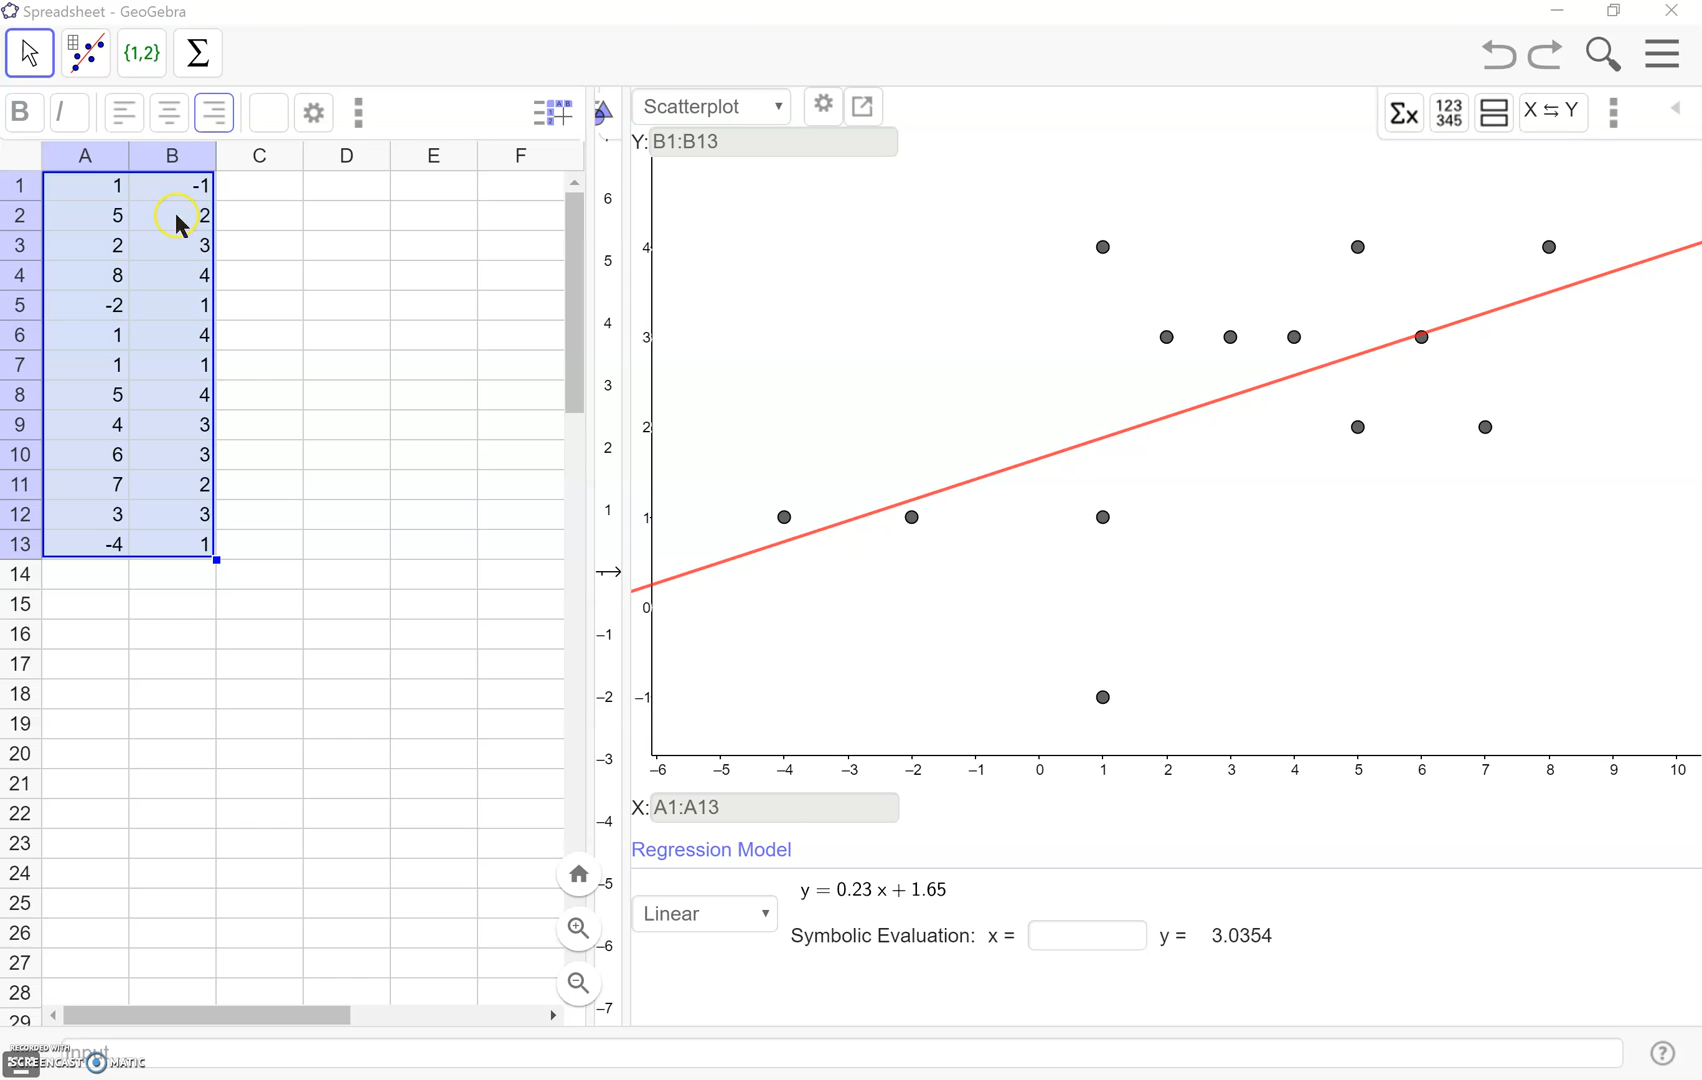 Spreadsheet - GeoGebra
{1,2} Σ
B I
Scatterplot
Σx 123 345 X ⇆ Y
Y: B1:B13
A B C D E F
1 1 -1
2 5 2
3 2 3
4 8 4
5 -2 1
6 1 4
7 1 1
8 5 4
9 4 3
10 6 3
11 7 2
12 3 3
13 -4 1
14
15
16
17
18
19
20
21
22
23
24
25
26
27
28
29
6
5
4
3
2
1
–1
–2
–3
–4
–5
–6
–7
4
3
2
1
0
–1
–6 –5 –4 –3 –2 –1 0 1 2 3 4 5 6 7 8 9 10
X: A1:A13
Regression Model
y = 0.23 x + 1.65
Linear
Symbolic Evaluation: x = y = 3.0354
Input
RECORDED WITH
SCREENCAST MATIC